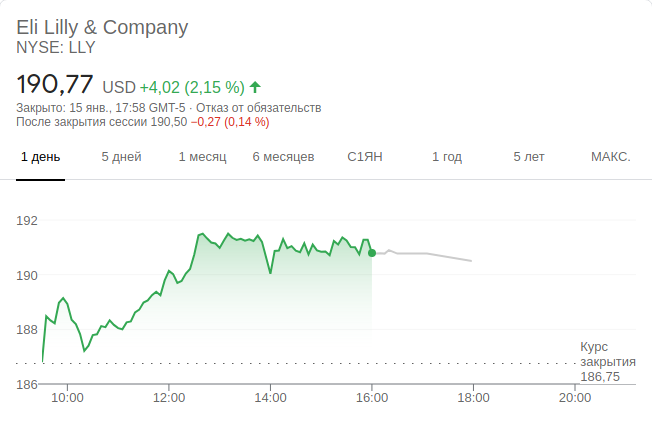 Eli Lilly & Company
NYSE: LLY
190,77 USD +4,02 (2,15 %)
Закрыто: 15 янв., 17:58 GMT-5 · Отказ от обязательств
После закрытия сессии 190,50 −0,27 (0,14 %)
1 день 5 дней 1 месяц 6 месяцев С1ЯН 1 год 5 лет МАКС.
192
190
188
Курс
закрытия
186,75
186
10:00 12:00 14:00 16:00 18:00 20:00